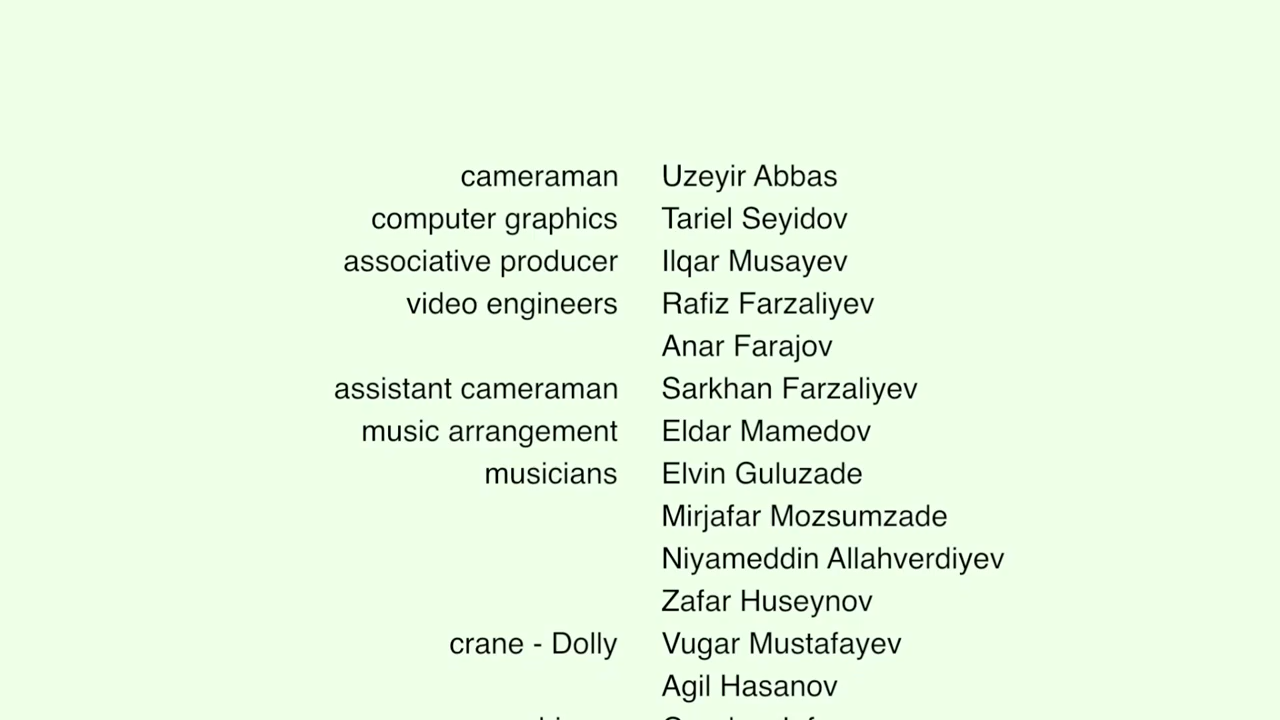 cameraman Uzeyir Abbas
computer graphics Tariel Seyidov
associative producer Ilqar Musayev
video engineers Rafiz Farzaliyev
Anar Farajov
assistant cameraman Sarkhan Farzaliyev
music arrangement Eldar Mamedov
musicians Elvin Guluzade
Mirjafar Mozsumzade
Niyameddin Allahverdiyev
Zafar Huseynov
crane - Dolly Vugar Mustafayev
Agil Hasanov